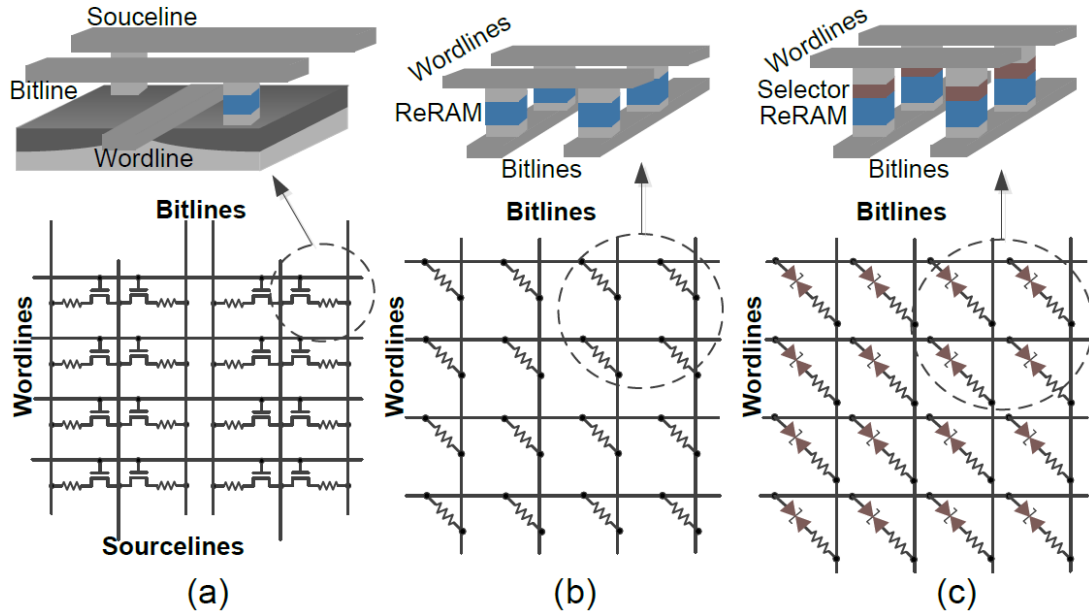 Souceline
Bitline
Wordline
Bitlines
Wordlines
Sourcelines
(a)
Wordlines
ReRAM
Bitlines
Bitlines
Wordlines
(b)
Wordlines
Selector
ReRAM
Bitlines
Bitlines
Wordlines
(c)